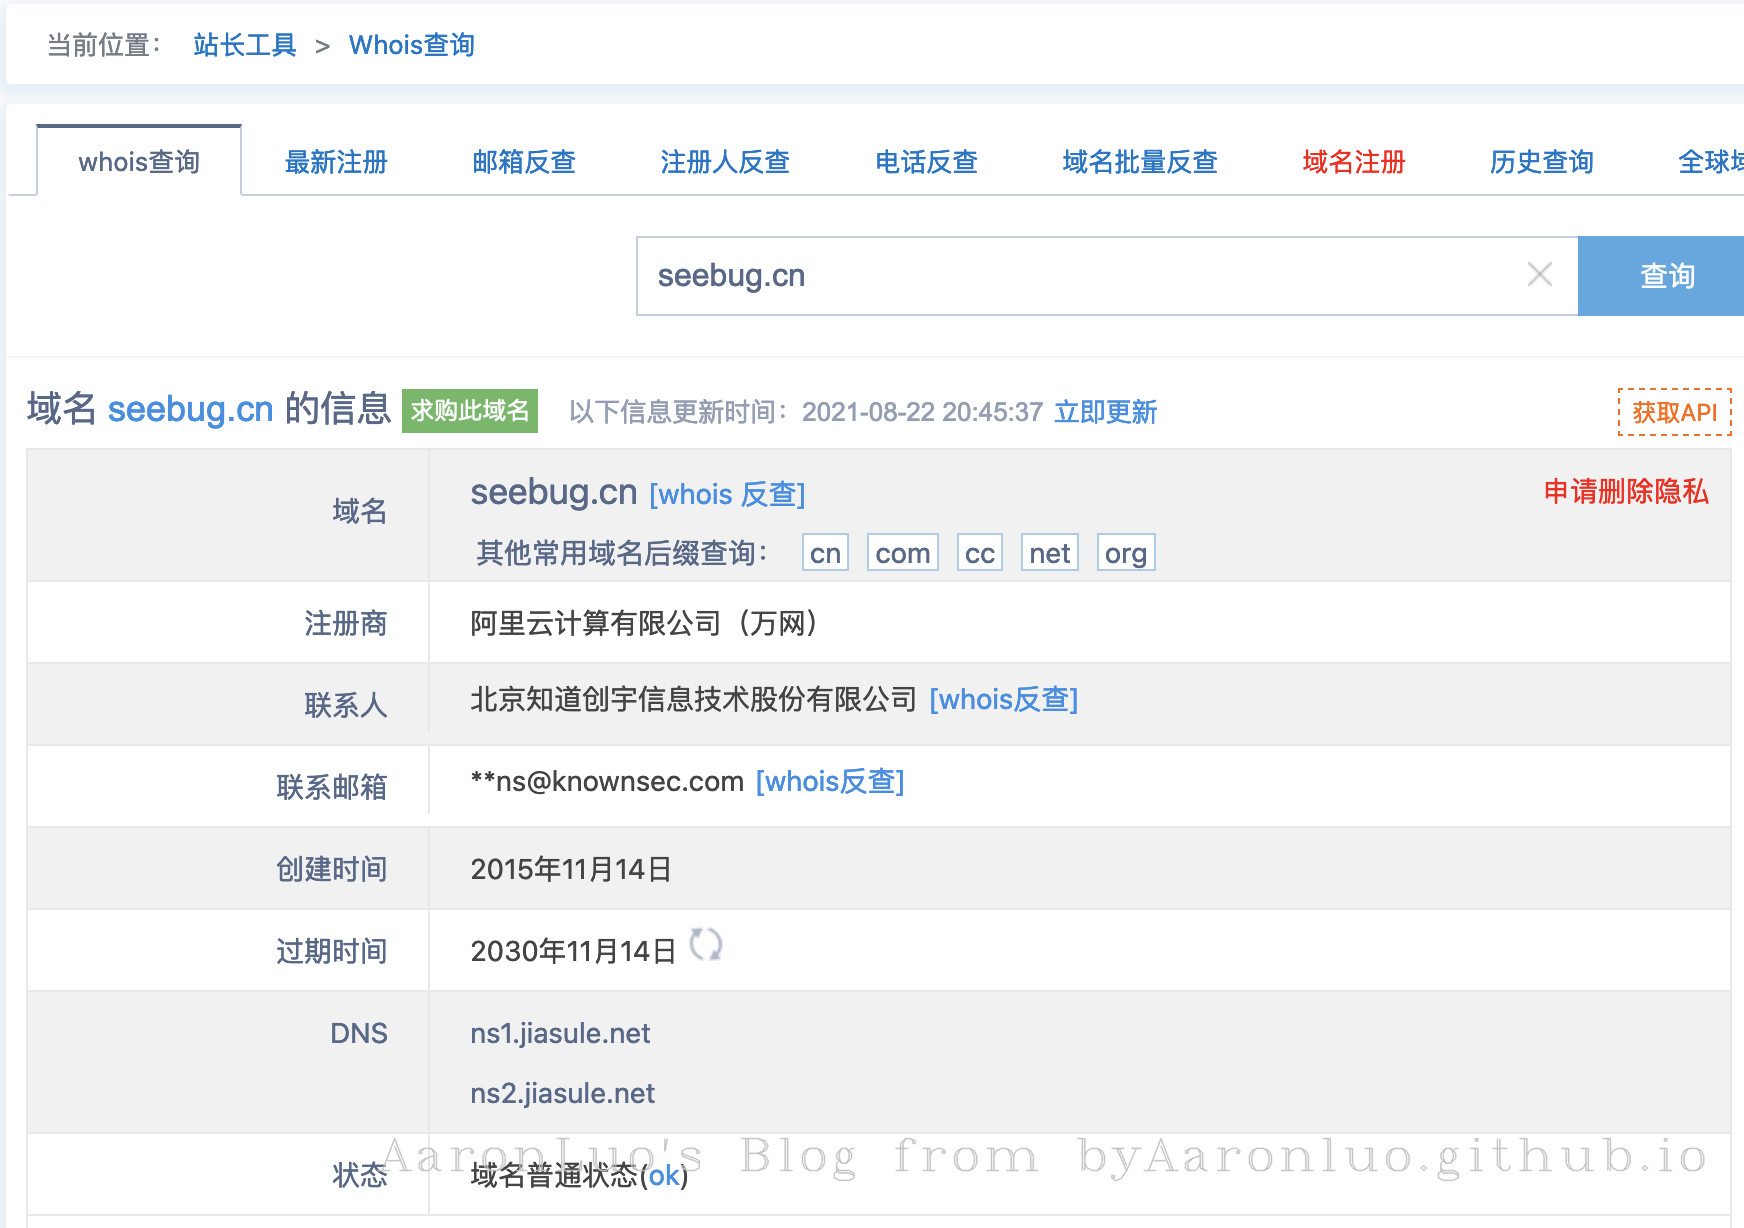 当前位置： 站长工具 > Whois查询
whois查询 最新注册 邮箱反查 注册人反查 电话反查 域名批量反查 域名注册 历史查询 全球
seebug.cn 查询
域名 seebug.cn 的信息 求购此域名 以下信息更新时间：2021-08-22 20:45:37 立即更新 获取API
域名 seebug.cn [whois 反查] 申请删除隐私
其他常用域名后缀查询： cn com cc net org
注册商 阿里云计算有限公司（万网）
联系人 北京知道创宇信息技术股份有限公司 [whois反查]
联系邮箱 **ns@knownsec.com [whois反查]
创建时间 2015年11月14日
过期时间 2030年11月14日
DNS ns1.jiasule.net
ns2.jiasule.net
AaronLuo's Blog from byAaronluo.github.io
状态 域名普通状态(ok)